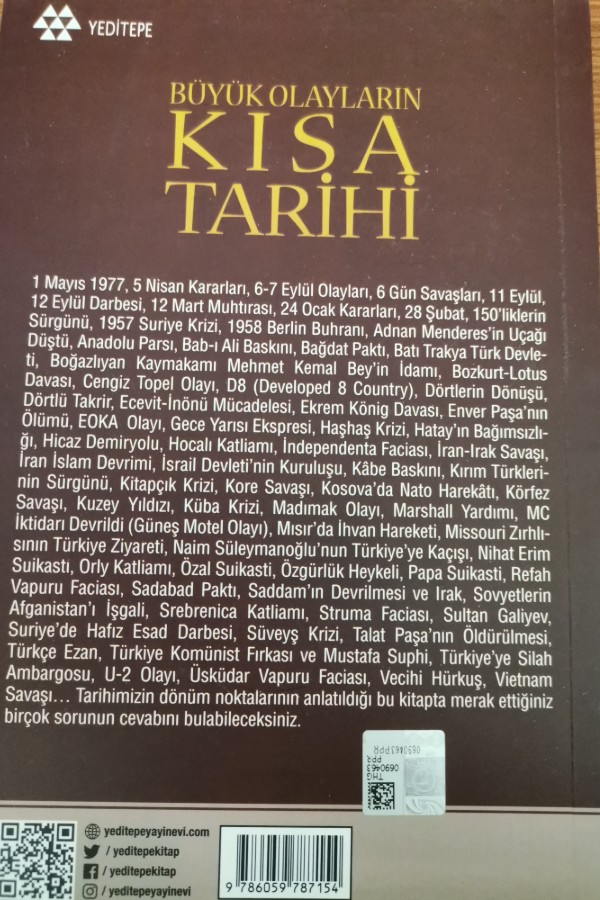 YEDİTEPE
BÜYÜK OLAYLARIN
KISA
TARİHİ
1 Mayıs 1977, 5 Nisan Kararları, 6-7 Eylül Olayları, 6 Gün Savaşları, 11 Eylül,
12 Eylül Darbesi, 12 Mart Muhtırası, 24 Ocak Kararları, 28 Şubat, 150'liklerin
Sürgünü, 1957 Suriye Krizi, 1958 Berlin Buhranı, Adnan Menderes'in Uçağı
Düştü, Anadolu Parsı, Bab-ı Ali Baskını, Bağdat Paktı, Batı Trakya Türk Devle-
ti, Boğazlıyan Kaymakamı Mehmet Kemal Bey'in İdamı, Bozkurt-Lotus
Davası, Cengiz Topel Olayı, D8 (Developed 8 Country), Dörtlerin Dönüşü,
Dörtlü Takrir, Ecevit-İnönü Mücadelesi, Ekrem König Davası, Enver Paşa'nın
Ölümü, EOKA Olayı, Gece Yarısı Ekspresi, Haşhaş Krizi, Hatay'ın Bağımsızlı-
ğı, Hicaz Demiryolu, Hocalı Katliamı, İndependenta Faciası, İran-Irak Savaşı,
İran İslam Devrimi, İsrail Devleti'nin Kuruluşu, Kâbe Baskını, Kırım Türkleri-
nin Sürgünü, Kitapçık Krizi, Kore Savaşı, Kosova'da Nato Harekâtı, Körfez
Savaşı, Kuzey Yıldızı, Küba Krizi, Madımak Olayı, Marshall Yardımı, MC
İktidarı Devrildi (Güneş Motel Olayı), Mısır'da İhvan Hareketi, Missouri Zırhlı-
sının Türkiye Ziyareti, Naim Süleymanoğlu'nun Türkiye'ye Kaçışı, Nihat Erim
Suikastı, Orly Katliamı, Özal Suikasti, Özgürlük Heykeli, Papa Suikasti, Refah
Vapuru Faciası, Sadabad Paktı, Saddam'ın Devrilmesi ve Irak, Sovyetlerin
Afganistan'ı İşgali, Srebrenica Katliamı, Struma Faciası, Sultan Galiyev,
Suriye'de Hafız Esad Darbesi, Süveyş Krizi, Talat Paşa'nın Öldürülmesi,
Türkçe Ezan, Türkiye Komünist Fırkası ve Mustafa Suphi, Türkiye'ye Silah
Ambargosu, U-2 Olayı, Üsküdar Vapuru Faciası, Vecihi Hürkuş, Vietnam
Savaşı... Tarihimizin dönüm noktalarının anlatıldığı bu kitapta merak ettiğiniz
birçok sorunun cevabını bulabileceksiniz.
0690463PPR
THG
0690463
PPR
yeditepeyayinevi.com
/ yeditepekitap
/ yeditepekitap
/ yeditepeyayinevi
9 786059 787154